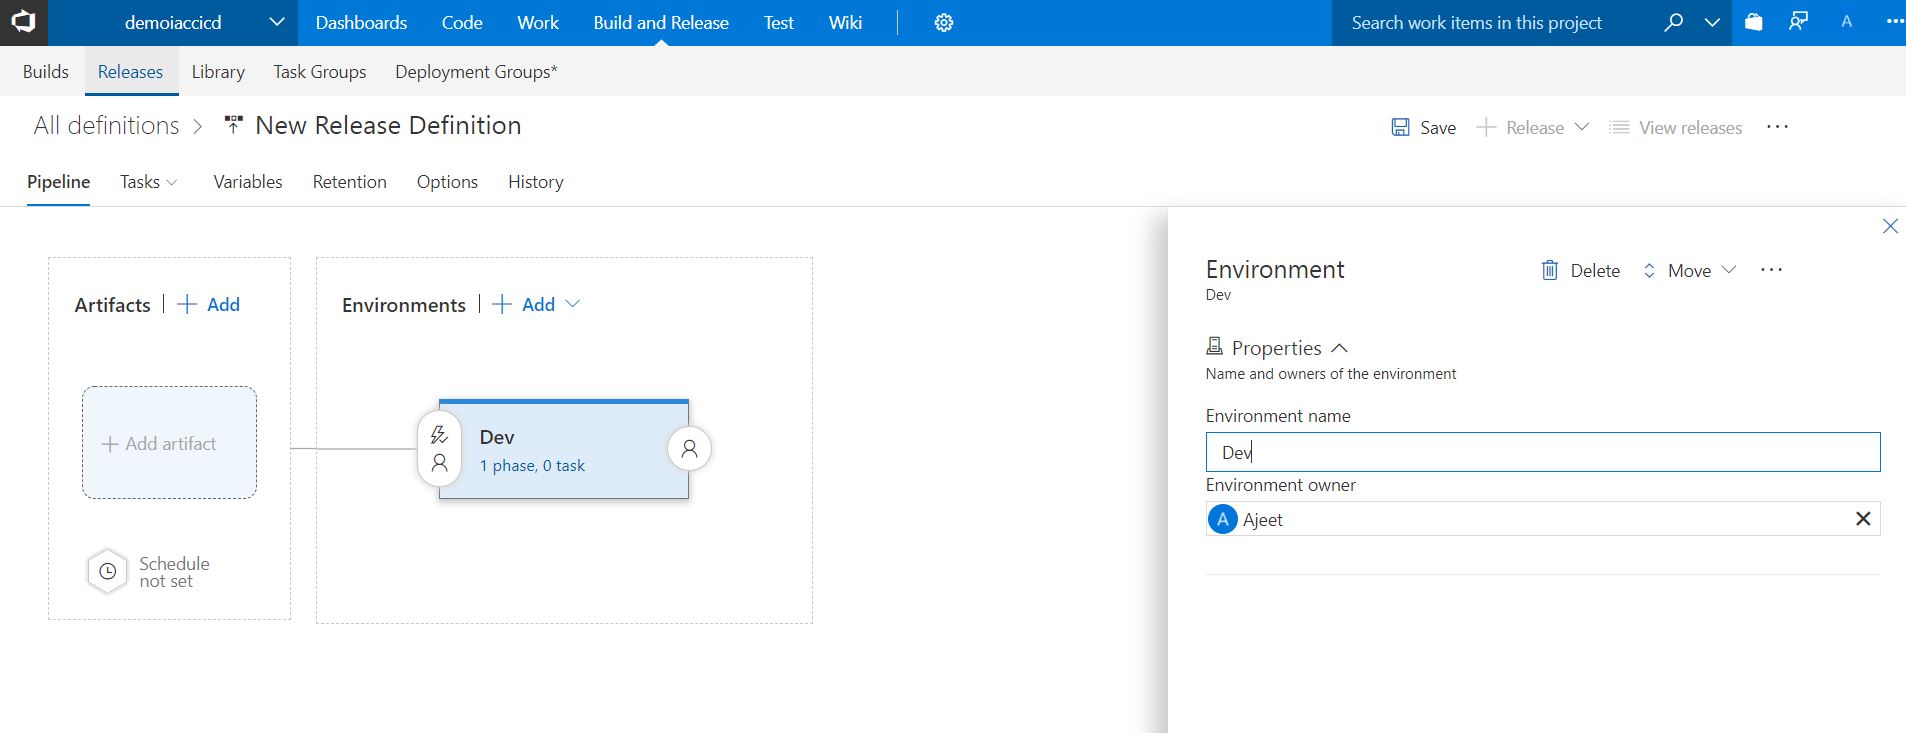 demoiaccicd Dashboards Code Work Build and Release Test Wiki Search work items in this project A
Builds Releases Library Task Groups Deployment Groups*
All definitions > New Release Definition Save + Release View releases ...
Pipeline Tasks Variables Retention Options History
Artifacts | + Add
Environments | + Add
+ Add artifact
Dev
1 phase, 0 task
Schedule
not set
Environment Delete Move ...
Dev
Properties
Name and owners of the environment
Environment name
Dev
Environment owner
A Ajeet